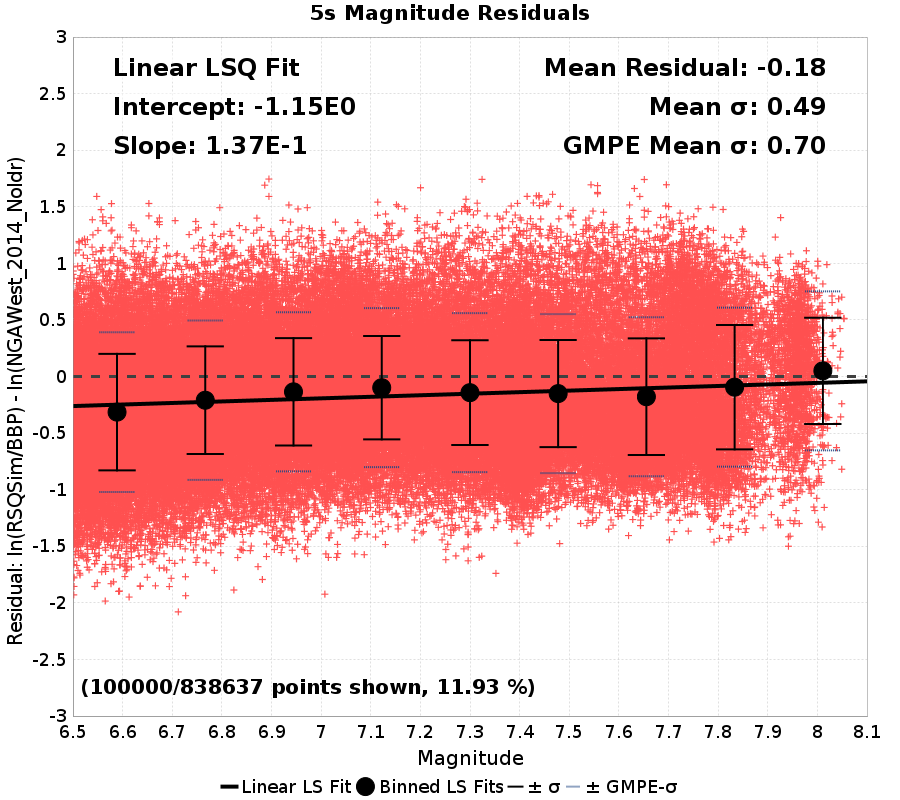 5s Magnitude Residuals
Linear LSQ Fit
Intercept: -1.15E0
Slope: 1.37E-1
Mean Residual: -0.18
Mean σ: 0.49
GMPE Mean σ: 0.70
Residual: ln(RSQSim/BBP) - ln(NGAWest_2014_NoIdr)
3
2.5
2
1.5
1
0.5
0
-0.5
-1
-1.5
-2
-2.5
-3
(100000/838637 points shown, 11.93 %)
6.5 6.6 6.7 6.8 6.9 7 7.1 7.2 7.3 7.4 7.5 7.6 7.7 7.8 7.9 8 8.1
Magnitude
Linear LS Fit Binned LS Fits ± σ ± GMPE-σ